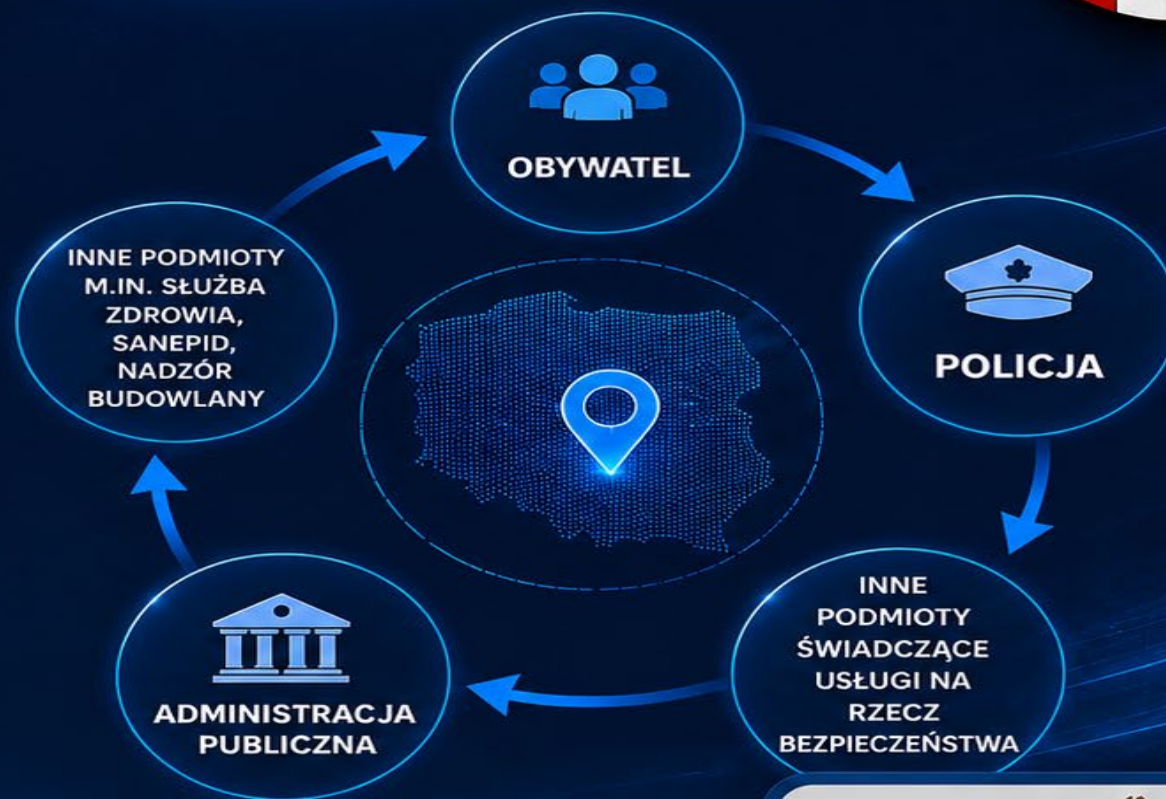 OBYWATEL
POLICJA
INNE
PODMIOTY
ŚWIADCZĄCE
USŁUGI NA
RZECZ
BEZPIECZEŃSTWA
ADMINISTRACJA
PUBLICZNA
INNE PODMIOTY
M.IN. SŁUŻBA
ZDROWIA,
SANEPID,
NADZÓR
BUDOWLANY